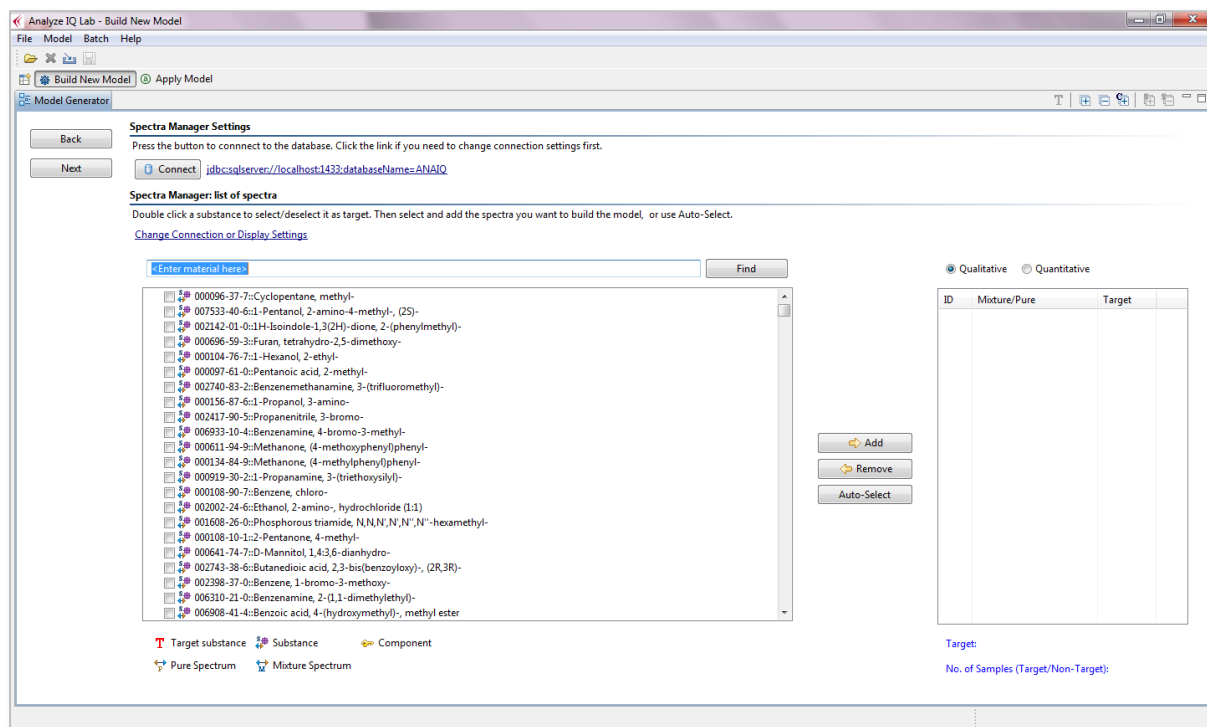 Analyze IQ Lab - Build New Model
File Model Batch Help
Build New Model Apply Model
Model Generator
Back
Next
Spectra Manager Settings
Press the button to connnect to the database. Click the link if you need to change connection settings first.
Connect jdbc:sqlserver://localhost:1433;databaseName=ANAIQ
Spectra Manager: list of spectra
Double click a substance to select/deselect it as target. Then select and add the spectra you want to build the model, or use Auto-Select.
Change Connection or Display Settings
<Enter material here> Find
Qualitative Quantitative
000096-37-7::Cyclopentane, methyl-
007533-40-6::1-Pentanol, 2-amino-4-methyl-, (2S)-
002142-01-0::1H-Isoindole-1,3(2H)-dione, 2-(phenylmethyl)-
000696-59-3::Furan, tetrahydro-2,5-dimethoxy-
000104-76-7::1-Hexanol, 2-ethyl-
000097-61-0::Pentanoic acid, 2-methyl-
002740-83-2::Benzenemethanamine, 3-(trifluoromethyl)-
000156-87-6::1-Propanol, 3-amino-
002417-90-5::Propanenitrile, 3-bromo-
006933-10-4::Benzenamine, 4-bromo-3-methyl-
000611-94-9::Methanone, (4-methoxyphenyl)phenyl-
000134-84-9::Methanone, (4-methylphenyl)phenyl-
000919-30-2::1-Propanamine, 3-(triethoxysilyl)-
000108-90-7::Benzene, chloro-
002002-24-6::Ethanol, 2-amino-, hydrochloride (1:1)
001608-26-0::Phosphorous triamide, N,N,N',N',N'',N''-hexamethyl-
000108-10-1::2-Pentanone, 4-methyl-
000641-74-7::D-Mannitol, 1,4:3,6-dianhydro-
002743-38-6::Butanedioic acid, 2,3-bis(benzoyloxy)-, (2R,3R)-
002398-37-0::Benzene, 1-bromo-3-methoxy-
006310-21-0::Benzenamine, 2-(1,1-dimethylethyl)-
006908-41-4::Benzoic acid, 4-(hydroxymethyl)-, methyl ester
Add
Remove
Auto-Select
ID Mixture/Pure Target
T Target substance Substance Component
Pure Spectrum Mixture Spectrum
Target:
No. of Samples (Target/Non-Target):